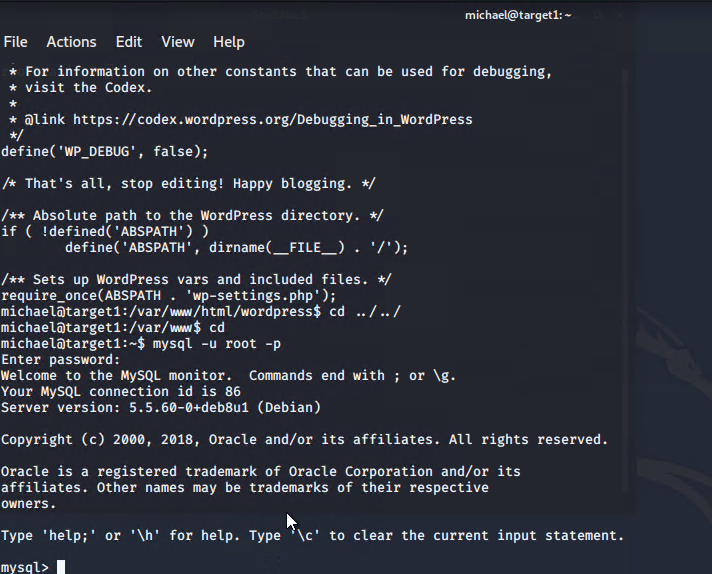 michael@target1: ~
File Actions Edit View Help
* For information on other constants that can be used for debugging,
* visit the Codex.
*
* @link https://codex.wordpress.org/Debugging_in_WordPress
*/
define('WP_DEBUG', false);
/* That's all, stop editing! Happy blogging. */
/** Absolute path to the WordPress directory. */
if ( !defined('ABSPATH') )
define('ABSPATH', dirname(__FILE__) . '/');
/** Sets up WordPress vars and included files. */
require_once(ABSPATH . 'wp-settings.php');
michael@target1:/var/www/html/wordpress$ cd ../../
michael@target1:/var/www$ cd
michael@target1:~$ mysql -u root -p
Enter password:
Welcome to the MySQL monitor.  Commands end with ; or \g.
Your MySQL connection id is 86
Server version: 5.5.60-0+deb8u1 (Debian)
Copyright (c) 2000, 2018, Oracle and/or its affiliates. All rights reserved.
Oracle is a registered trademark of Oracle Corporation and/or its
affiliates. Other names may be trademarks of their respective
owners.
Type 'help;' or '\h' for help. Type '\c' to clear the current input statement.
mysql>